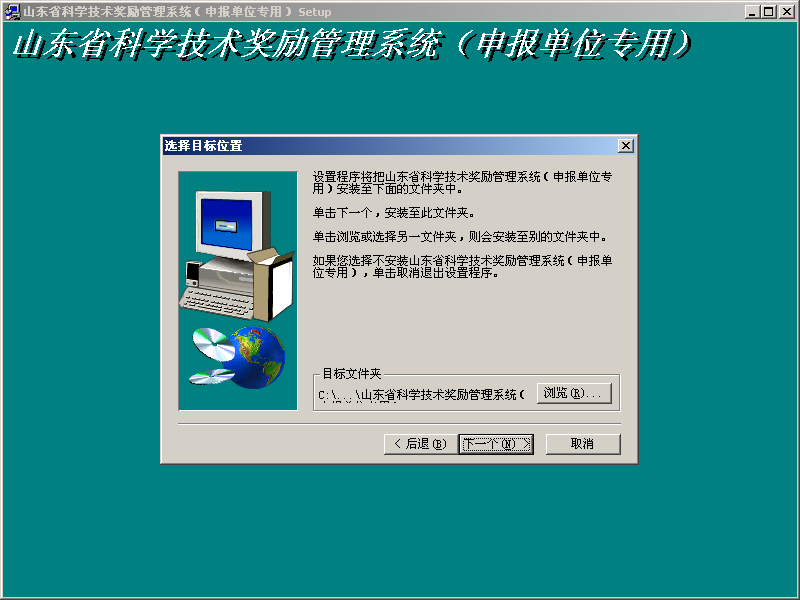 山东省科学技术奖励管理系统（申报单位专用）Setup
山东省科学技术奖励管理系统（申报单位专用）
选择目标位置
设置程序将把山东省科学技术奖励管理系统（申报单位专
用）安装至下面的文件夹中。
单击下一个，安装至此文件夹。
单击浏览或选择另一文件夹，则会安装至别的文件夹中。
如果您选择不安装山东省科学技术奖励管理系统（申报单
位专用），单击取消退出设置程序。
目标文件夹
C:\...\山东省科学技术奖励管理系统（
浏览(R)...
< 后退(B)
下一个(N) >
取消